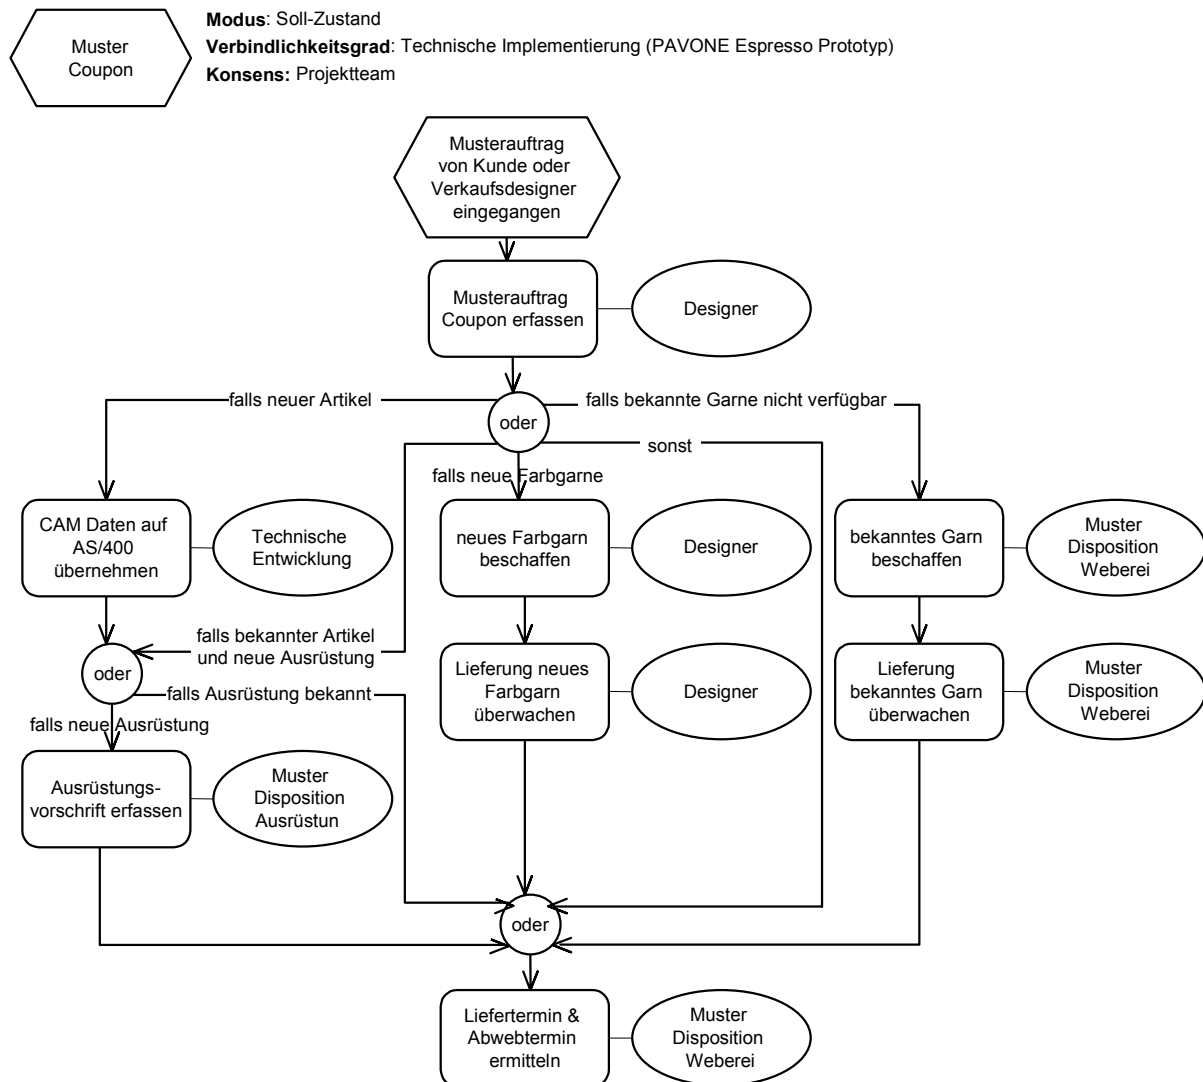 Muster
Coupon
Modus: Soll-Zustand
Verbindlichkeitsgrad: Technische Implementierung (PAVONE Espresso Prototyp)
Konsens: Projektteam
Musterauftrag
von Kunde oder
Verkaufsdesigner
eingegangen
Musterauftrag
Coupon erfassen
Designer
falls neuer Artikel
oder
falls bekannte Garne nicht verfügbar
sonst
falls neue Farbgarne
CAM Daten auf
AS/400
übernehmen
Technische
Entwicklung
neues Farbgarn
beschaffen
Designer
bekanntes Garn
beschaffen
Muster
Disposition
Weberei
falls bekannter Artikel
und neue Ausrüstung
oder
falls Ausrüstung bekannt
falls neue Ausrüstung
Lieferung neues
Farbgarn
überwachen
Designer
Lieferung
bekanntes Garn
überwachen
Muster
Disposition
Weberei
Ausrüstungs-
vorschrift erfassen
Muster
Disposition
Ausrüstun
oder
Liefertermin &
Abwebtermin
ermitteln
Muster
Disposition
Weberei